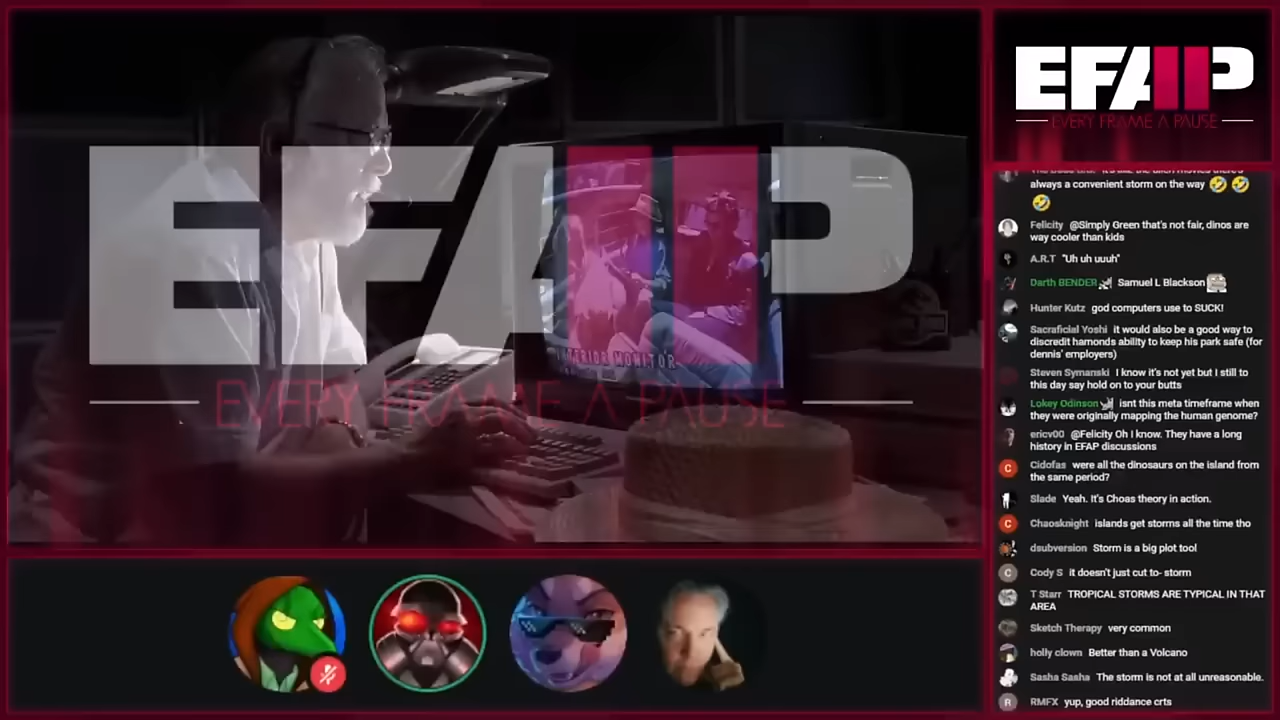 EFAP
EVERY FRAME A PAUSE
INTERIOR MONITOR
EFAP
EVERY FRAME A PAUSE
always a convenient storm on the way
Felicity @Simply Green that's not fair, dinos are
way cooler than kids
A.R.T "Uh uh uuuh"
Darth BENDER Samuel L Blackson
Hunter Kutz god computers use to SUCK!
Sacraficial Yoshi it would also be a good way to
discredit hamonds ability to keep his park safe (for
dennis' employers)
Steven Symanski I know it's not yet but I still to
this day say hold on to your butts
Lokey Odinson isnt this meta timeframe when
they were originally mapping the human genome?
ericv00 @Felicity Oh I know. They have a long
history in EFAP discussions
Cidofas were all the dinosaurs on the island from
the same period?
Slade Yeah. It's Choas theory in action.
Chaosknight islands get storms all the time tho
dsubversion Storm is a big plot tool
Cody S it doesn't just cut to- storm
T Starr TROPICAL STORMS ARE TYPICAL IN THAT
AREA
Sketch Therapy very common
holly clown Better than a Volcano
Sasha Sasha The storm is not at all unreasonable.
RMFX yup, good riddance crts